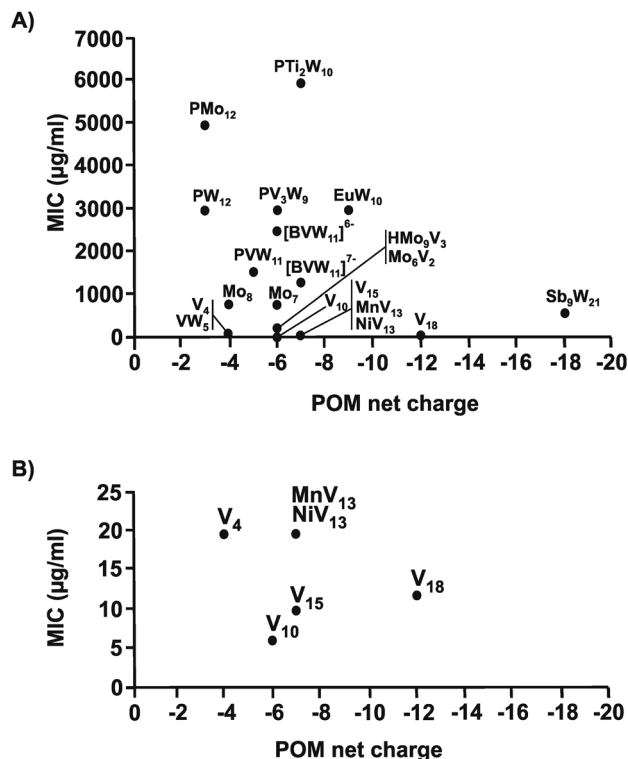 A)
7000
6000
5000
4000
3000
2000
1000
0
MIC (µg/ml)
PTi₂W₁₀
PMo₁₂
PW₁₂
PV₃W₉
EuW₁₀
[BVW₁₁]⁶⁻
HMo₉V₃
Mo₆V₂
PVW₁₁
[BVW₁₁]⁷⁻
Mo₈
Mo₇
V₄
VW₅
V₁₀
V₁₅
MnV₁₃
NiV₁₃
V₁₈
Sb₉W₂₁
0 -2 -4 -6 -8 -10 -12 -14 -16 -18 -20
POM net charge
B)
25
20
15
10
5
0
MIC (µg/ml)
MnV₁₃
NiV₁₃
V₄
V₁₈
V₁₅
V₁₀
0 -2 -4 -6 -8 -10 -12 -14 -16 -18 -20
POM net charge